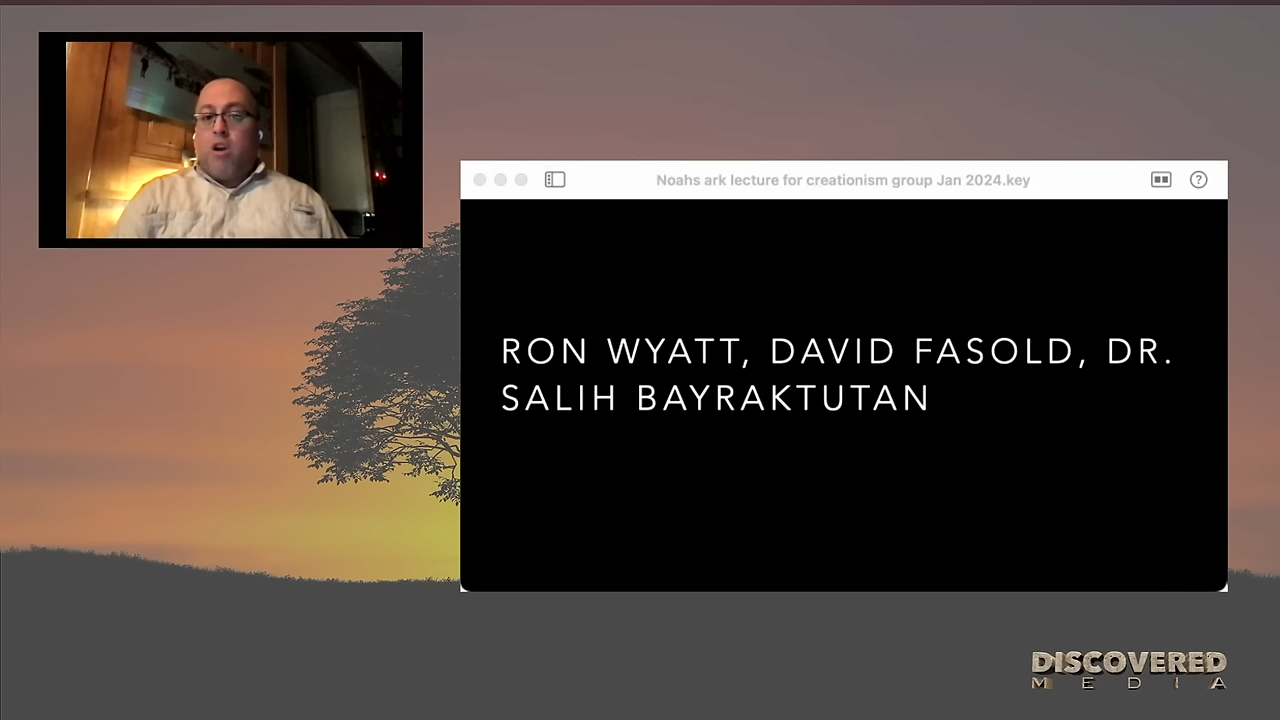 Noahs ark lecture for creationism group Jan 2024.key
RON WYATT, DAVID FASOLD, DR.
SALIH BAYRAKTUTAN
DISCOVERED
MEDIA